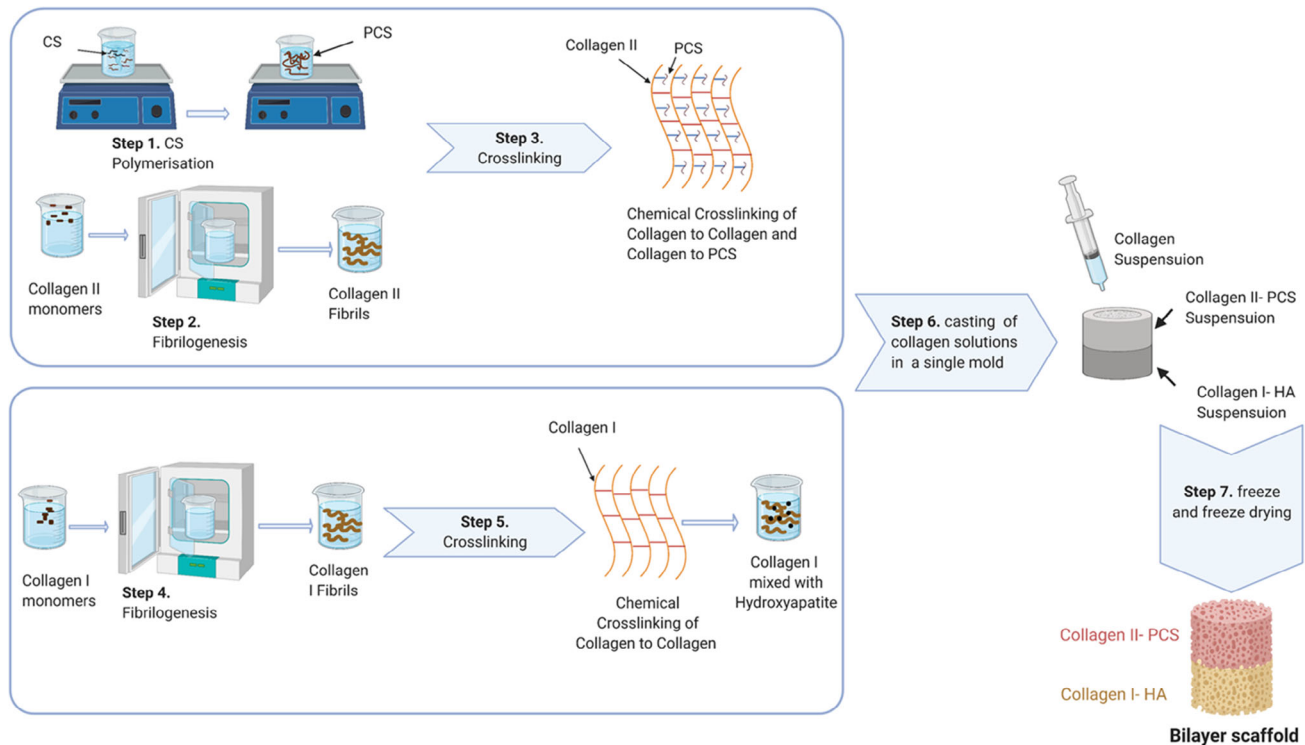 CS
PCS
Step 1. CS
Polymerisation
Collagen II
monomers
Step 2.
Fibrilogenesis
Collagen II
Fibrils
Step 3.
Crosslinking
Collagen II
PCS
Chemical Crosslinking of
Collagen to Collagen and
Collagen to PCS
Collagen I
monomers
Step 4.
Fibrilogenesis
Collagen
I Fibrils
Step 5.
Crosslinking
Collagen I
Chemical
Crosslinking of
Collagen to Collagen
Collagen I
mixed with
Hydroxyapatite
Step 6. casting of
collagen solutions
in a single mold
Collagen
Suspensuion
Collagen II- PCS
Suspensuion
Collagen I- HA
Suspensuion
Step 7. freeze
and freeze drying
Collagen II- PCS
Collagen I- HA
Bilayer scaffold